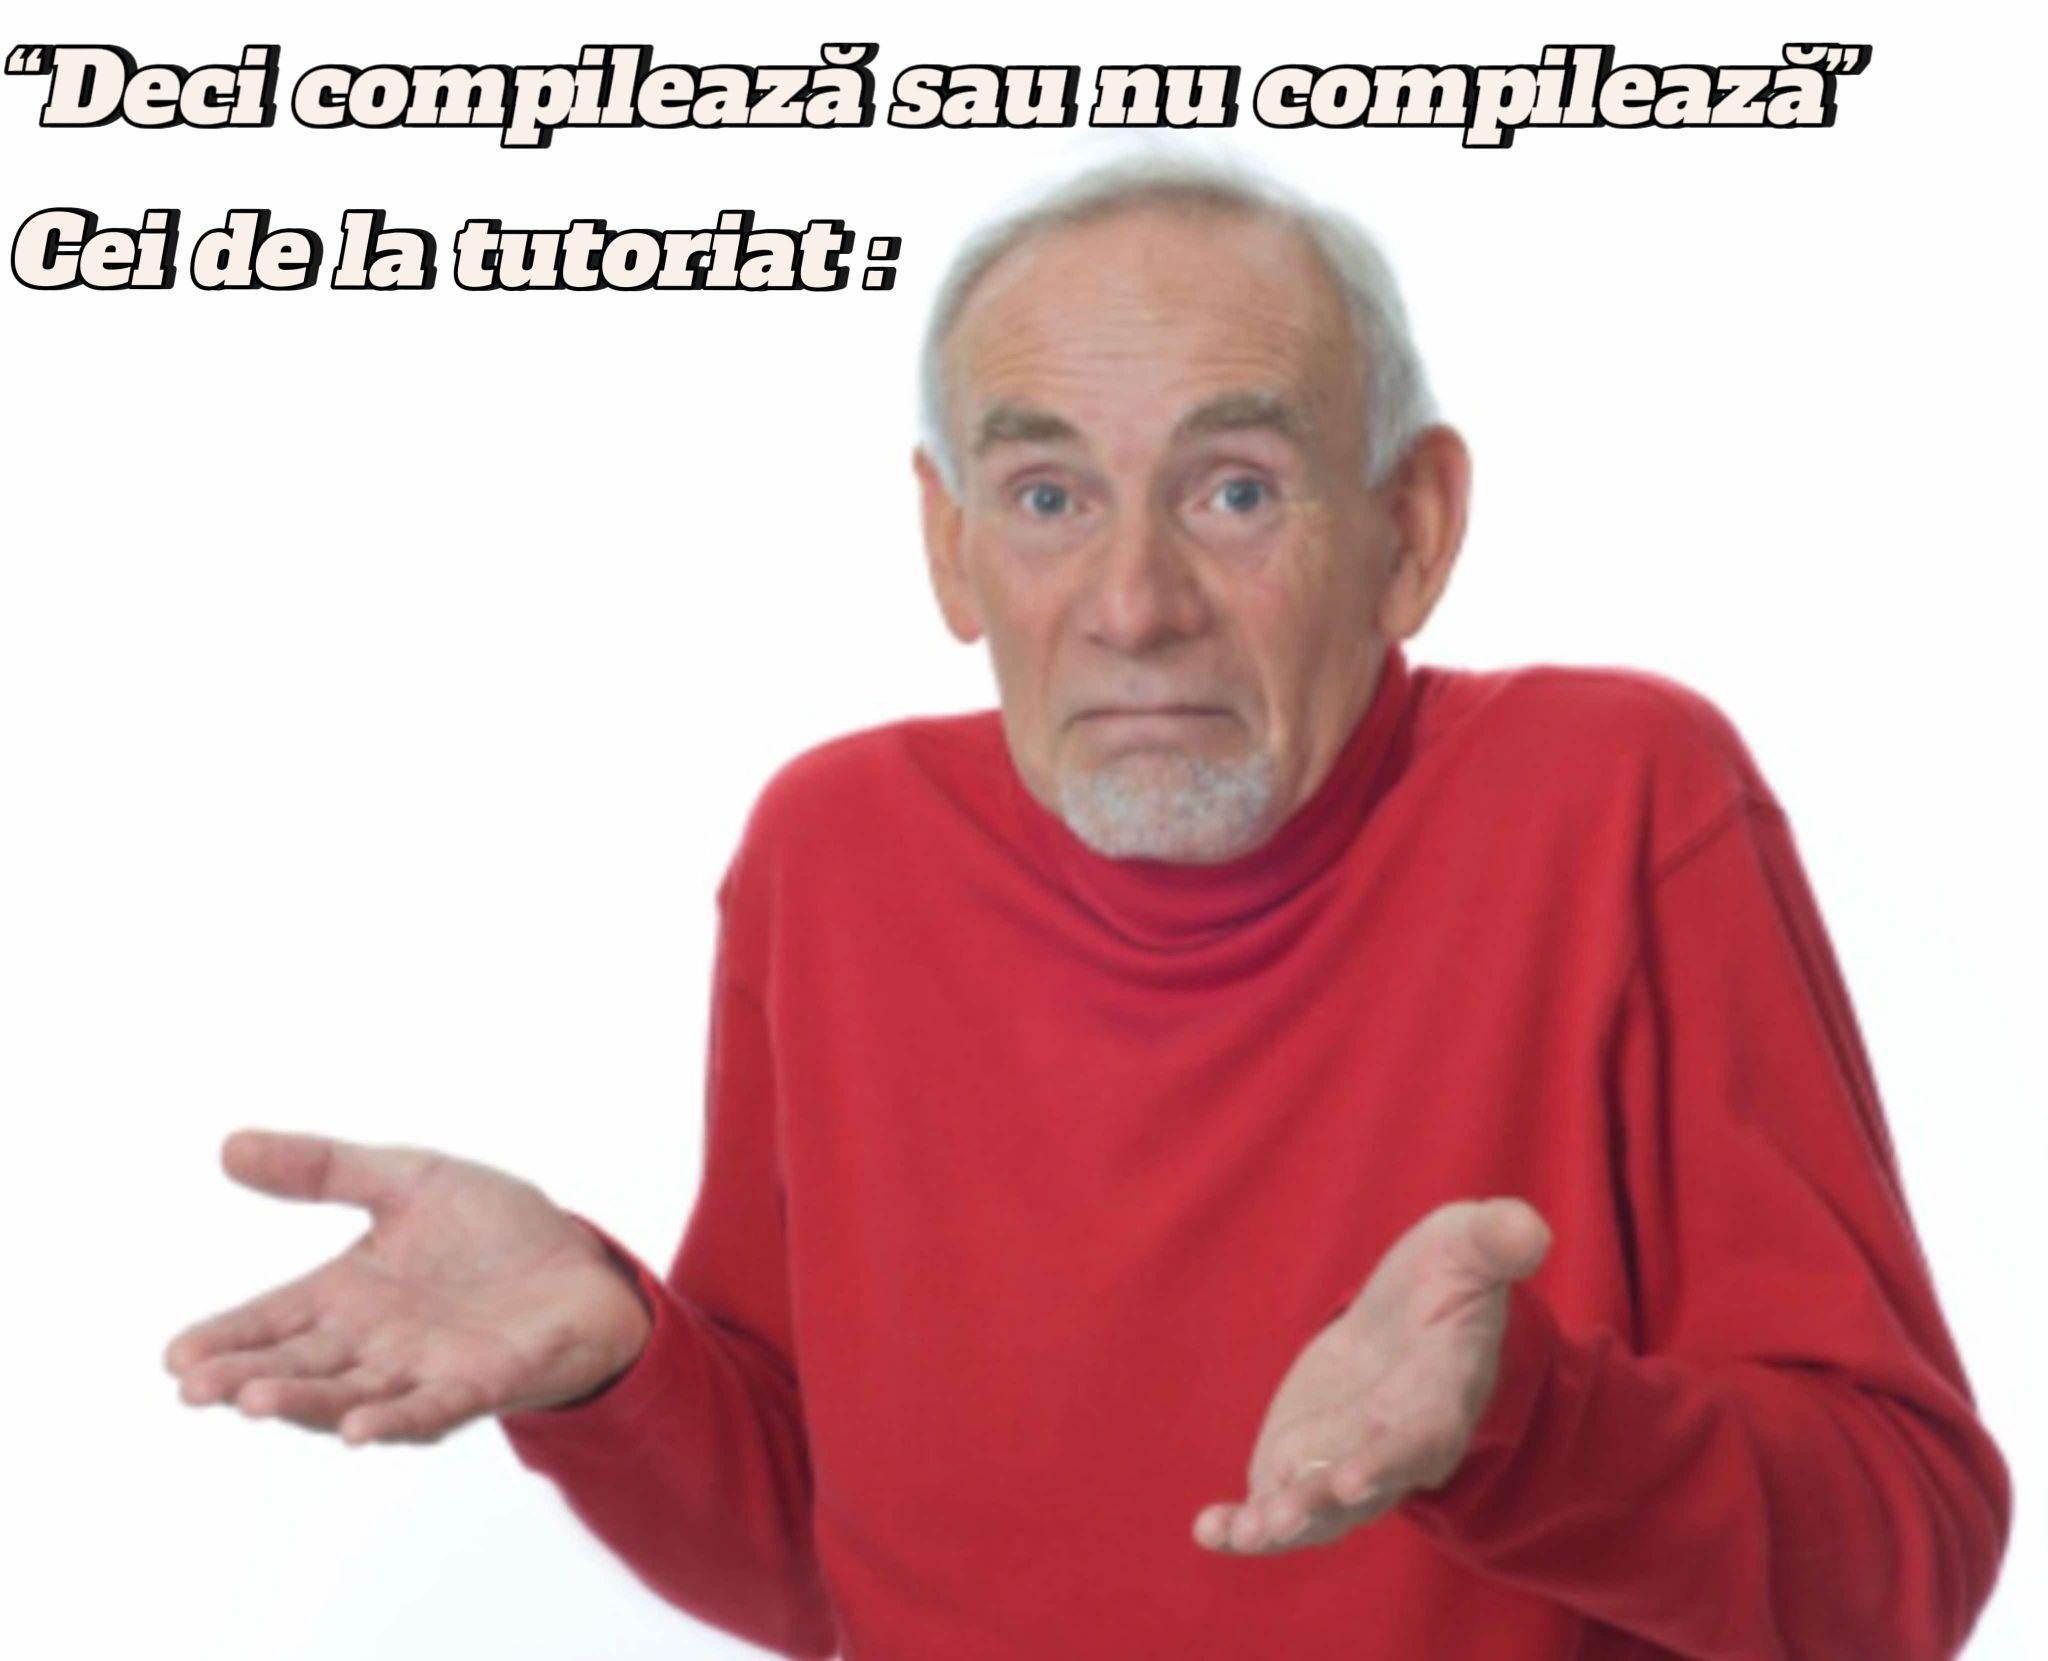 “Deci compilează sau nu compilează”
Cei de la tutoriat :